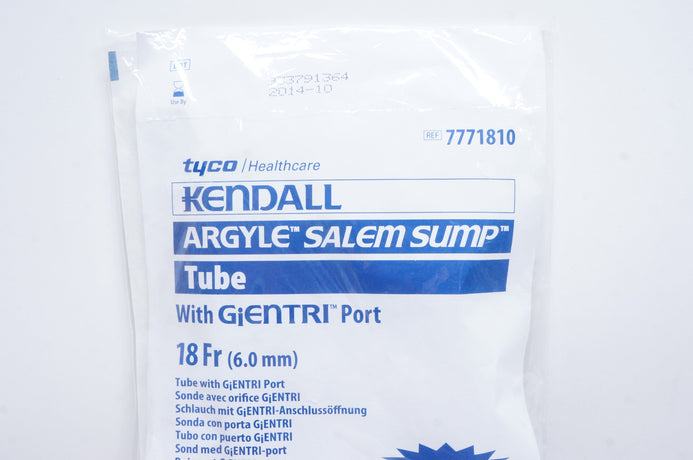 LOT
933791364
2014-10
Use By
REF 7771810
tyco / Healthcare
KENDALL
ARGYLE™ SALEM SUMP™
Tube
With GiENTRI™ Port
18 Fr (6.0 mm)
Tube with GiENTRI Port
Sonde avec orifice GiENTRI
Schlauch mit GiENTRI-Anschlussöffnung
Sonda con porta GiENTRI
Tubo con puerto GiENTRI
Sond med GiENTRI-port